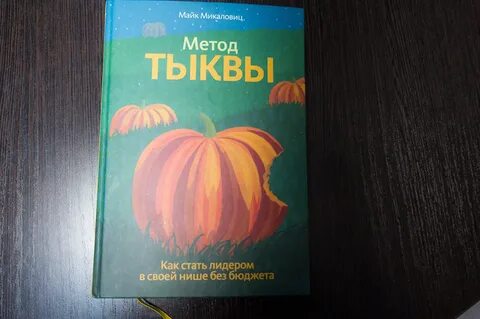 Майк Микаловиц
Метод
ТЫКВЫ
Как стать лидером
в своей нише без бюджета